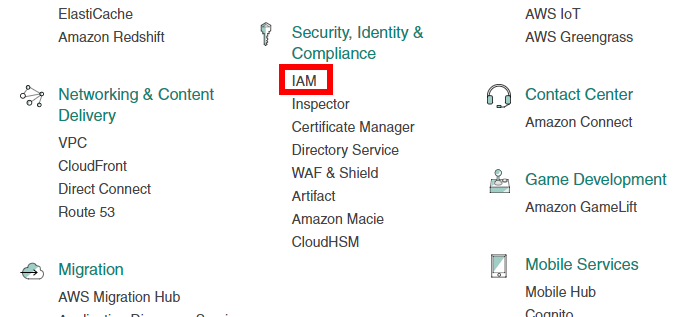 ElastiCache
Amazon Redshift
Networking & Content
Delivery
VPC
CloudFront
Direct Connect
Route 53
Migration
AWS Migration Hub
Security, Identity &
Compliance
IAM
Inspector
Certificate Manager
Directory Service
WAF & Shield
Artifact
Amazon Macie
CloudHSM
AWS IoT
AWS Greengrass
Contact Center
Amazon Connect
Game Development
Amazon GameLift
Mobile Services
Mobile Hub
Cognito